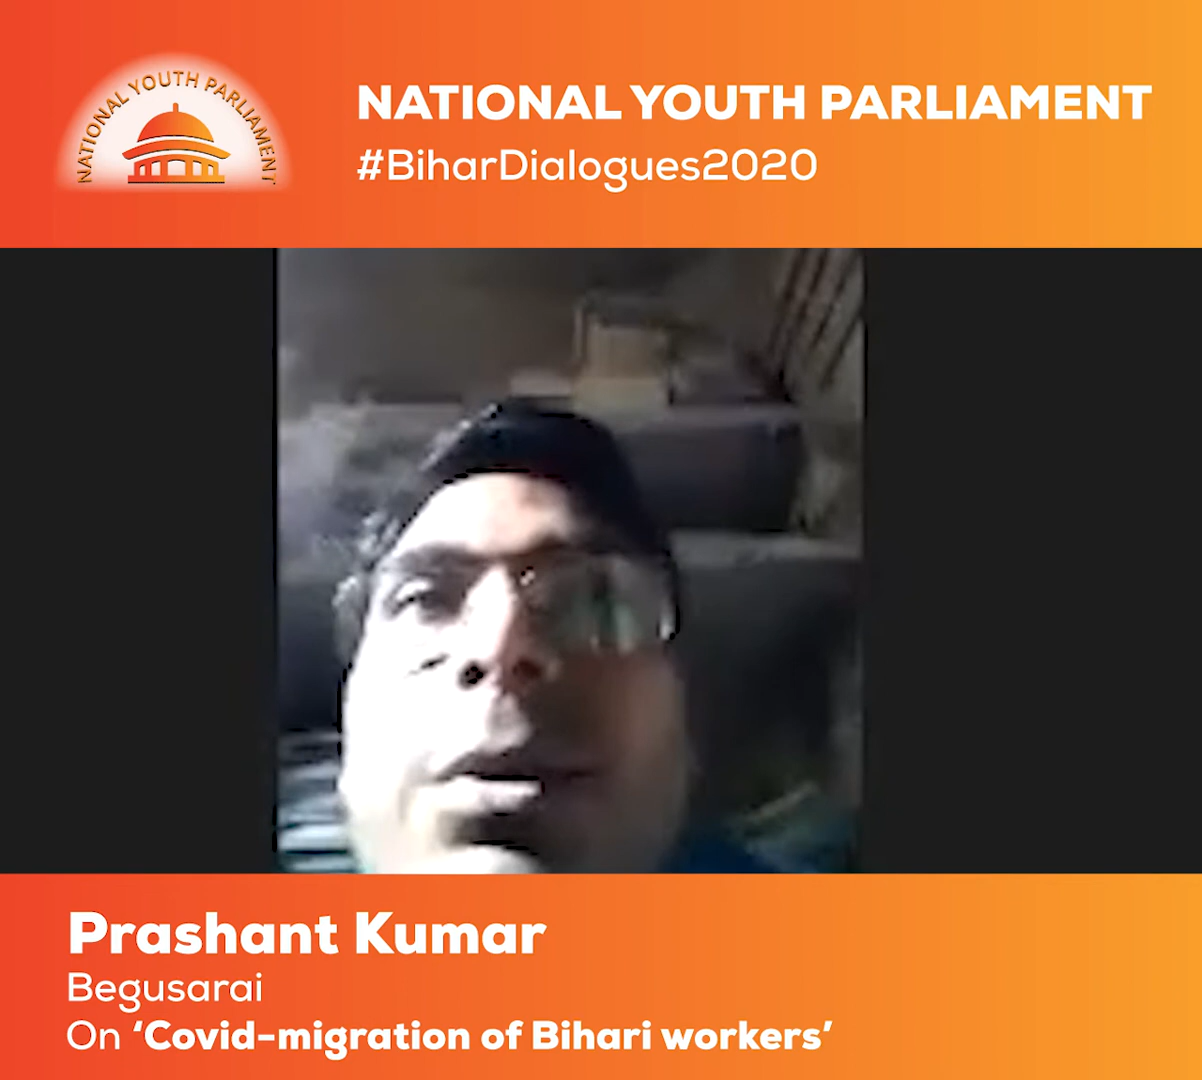 NATIONAL YOUTH PARLIAMENT
NATIONAL YOUTH PARLIAMENT
#BiharDialogues2020
Prashant Kumar
Begusarai
On ‘Covid-migration of Bihari workers’